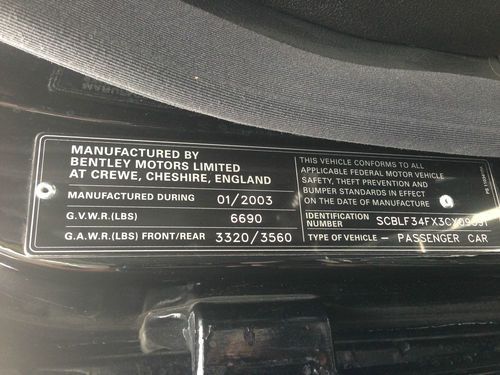 MANUFACTURED BY
BENTLEY MOTORS LIMITED
AT CREWE, CHESHIRE, ENGLAND
MANUFACTURED DURING 01/2003
G.V.W.R.(LBS) 6690
G.A.W.R.(LBS) FRONT/REAR 3320/3560
THIS VEHICLE CONFORMS TO ALL
APPLICABLE FEDERAL MOTOR VEHICLE
SAFETY, THEFT PREVENTION AND
BUMPER STANDARDS IN EFFECT
ON THE DATE OF MANUFACTURE
IDENTIFICATION NUMBER
TYPE OF VEHICLE – PASSENGER CAR